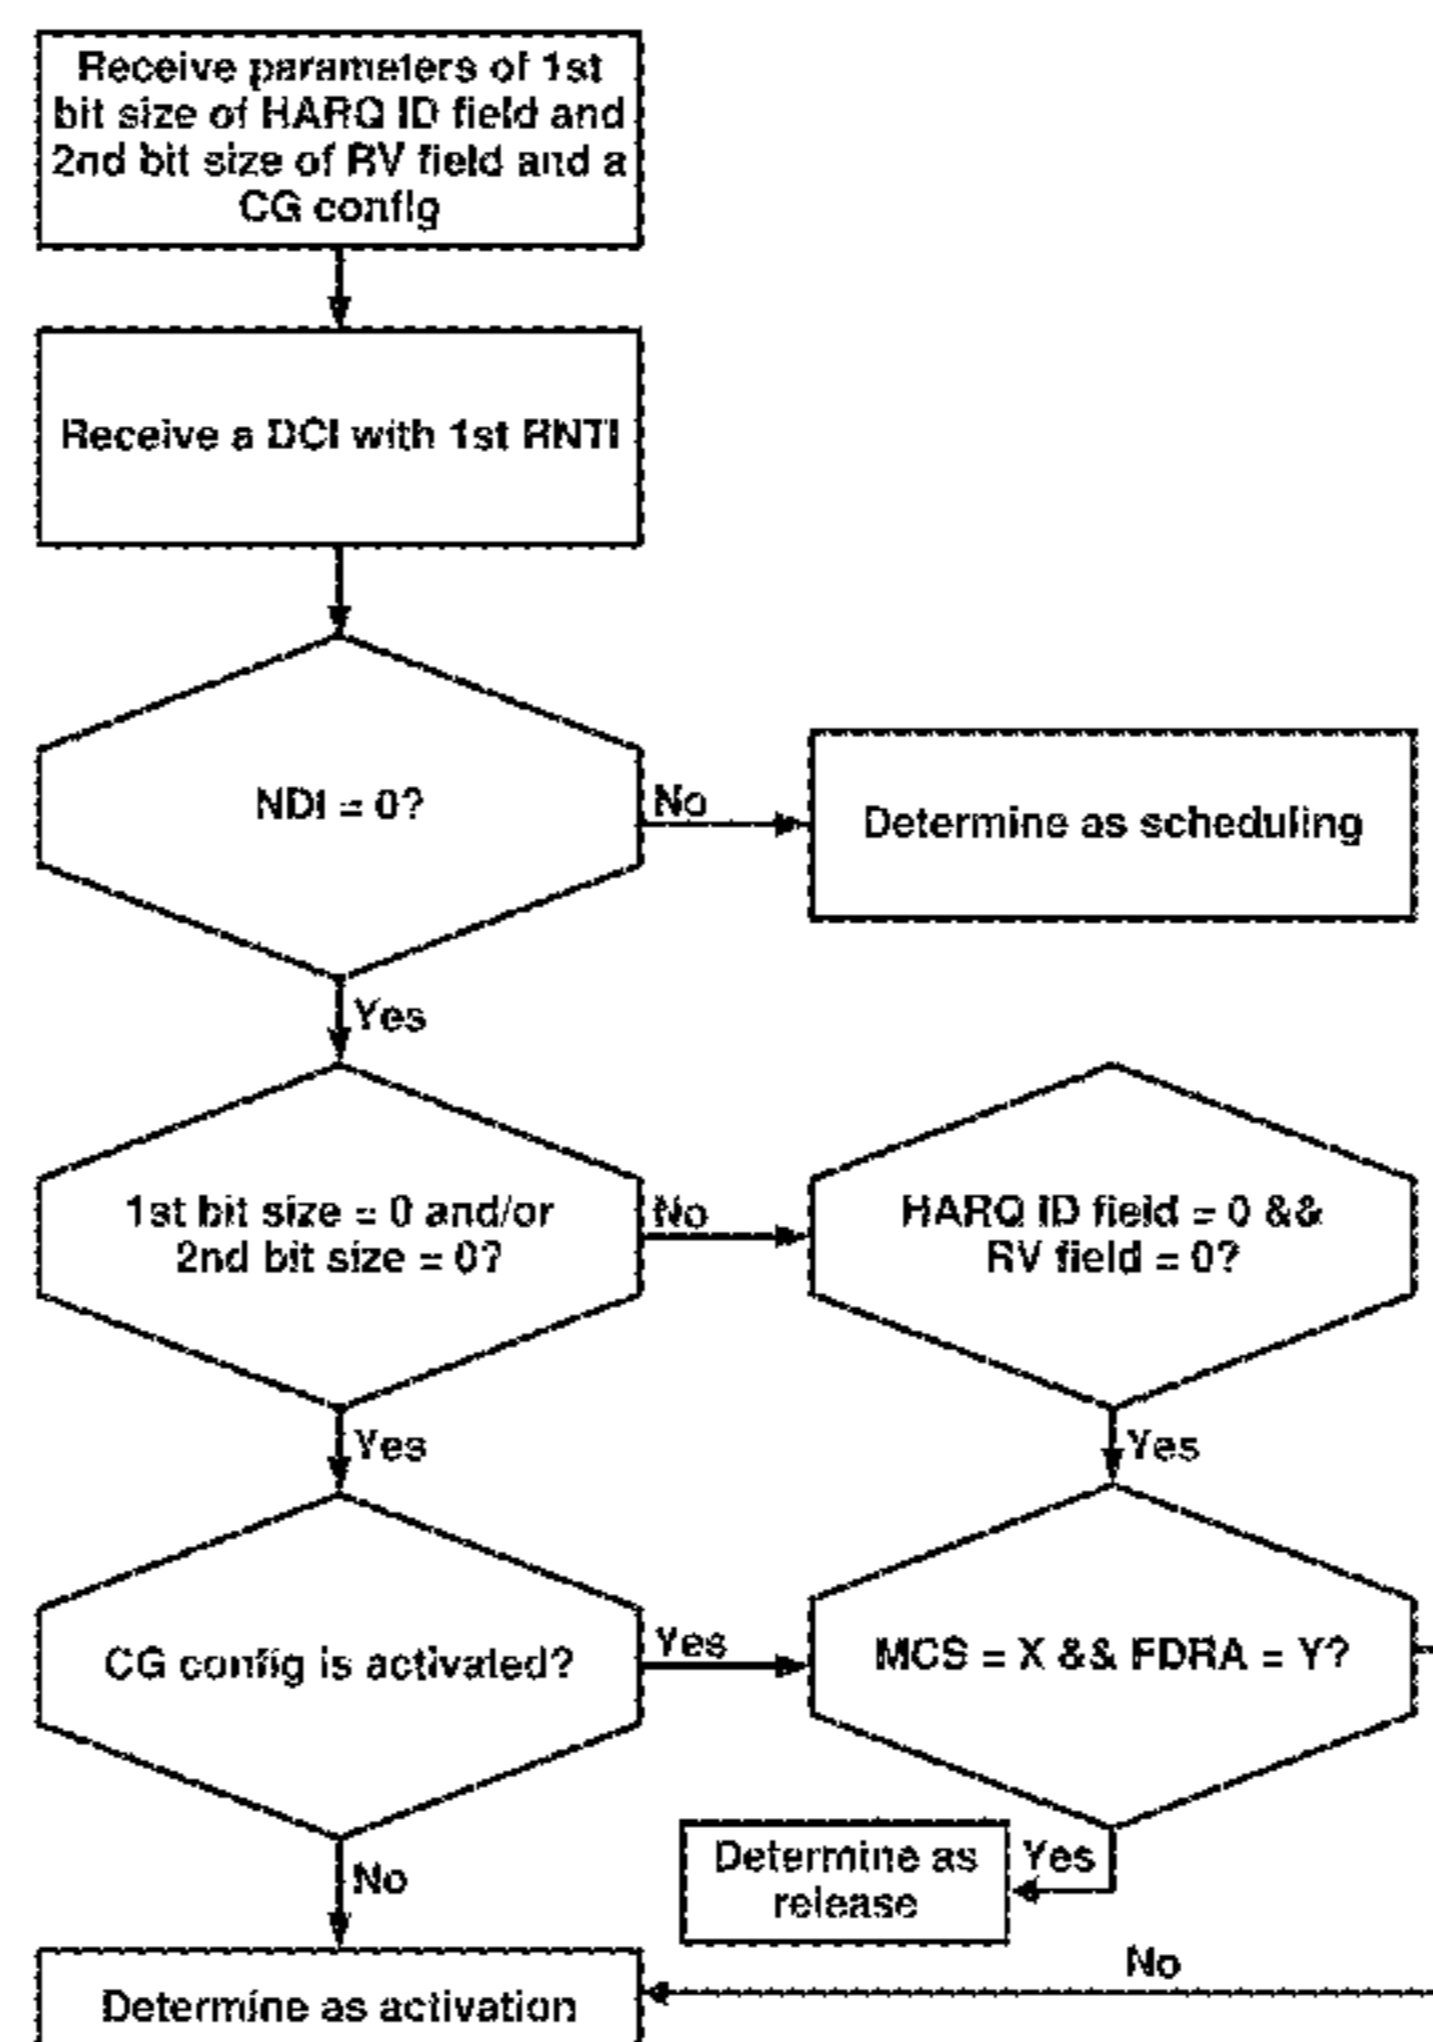 Receive parameters of 1st
bit size of HARQ ID field and
2nd bit size of RV field and a
CG config
Receive a DCI with 1st RNTI
NDI = 0?
No
Determine as scheduling
Yes
1st bit size = 0 and/or
2nd bit size = 0?
No
HARQ ID field = 0 &&
RV field = 0?
Yes
Yes
CG config is activated?
Yes
MCS = X && FDRA = Y?
Determine as
release
Yes
No
No
Determine as activation